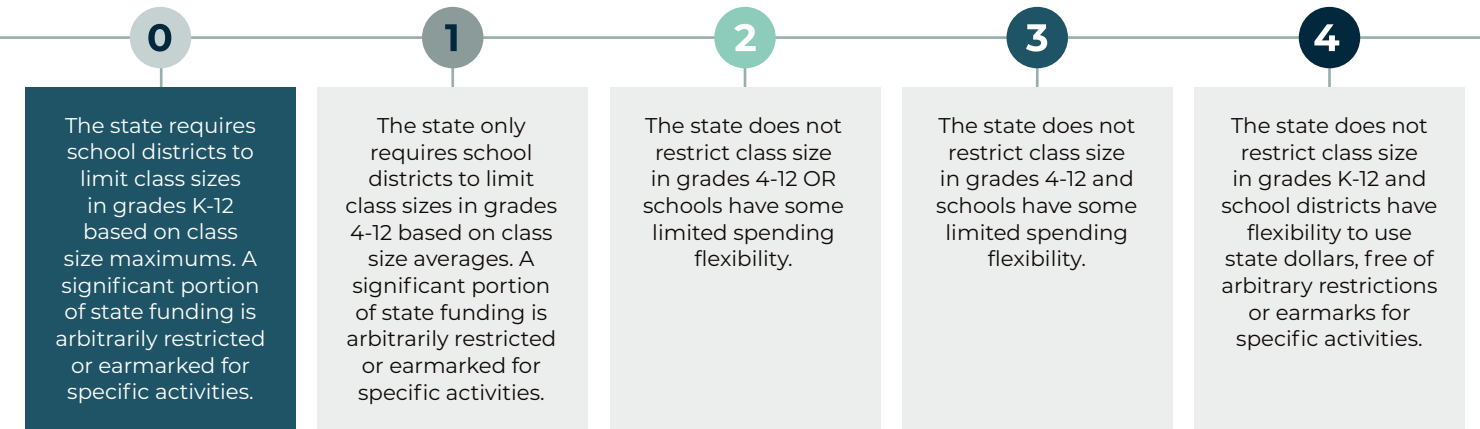 0
The state requires
school districts to
limit class sizes
in grades K-12
based on class
size maximums. A
significant portion
of state funding is
arbitrarily restricted
or earmarked for
specific activities.
1
The state only
requires school
districts to limit
class sizes in grades
4-12 based on class
size averages. A
significant portion
of state funding is
arbitrarily restricted
or earmarked for
specific activities.
2
The state does not
restrict class size
in grades 4-12 OR
schools have some
limited spending
flexibility.
3
The state does not
restrict class size
in grades 4-12 and
schools have some
limited spending
flexibility.
4
The state does not
restrict class size
in grades K-12 and
school districts have
flexibility to use
state dollars, free of
arbitrary restrictions
or earmarks for
specific activities.